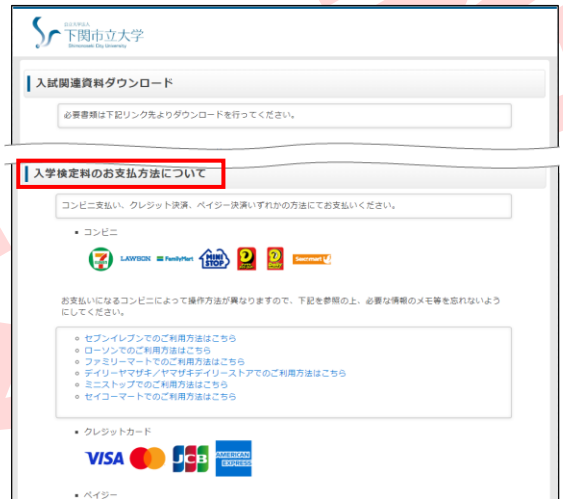 公立大学法人
下関市立大学
Shimonoseki City University
入試関連資料ダウンロード
必要書類は下記リンク先よりダウンロードを行ってください。
入学検定料のお支払方法について
コンビニ支払い、クレジット決済、ペイジー決済いずれかの方法にてお支払いください。
コンビニ
LAWSON FamilyMart MINI STOP Seicomart
お支払いになるコンビニによって操作方法が異なりますので、下記を参照の上、必要な情報のメモ等を忘れないよう
にしてください。
セブンイレブンでのご利用方法はこちら
ローソンでのご利用方法はこちら
ファミリーマートでのご利用方法はこちら
デイリーヤマザキ/ヤマザキデイリーストアでのご利用方法はこちら
ミニストップでのご利用方法はこちら
セイコーマートでのご利用方法はこちら
クレジットカード
VISA JCB AMERICAN EXPRESS
ペイジー